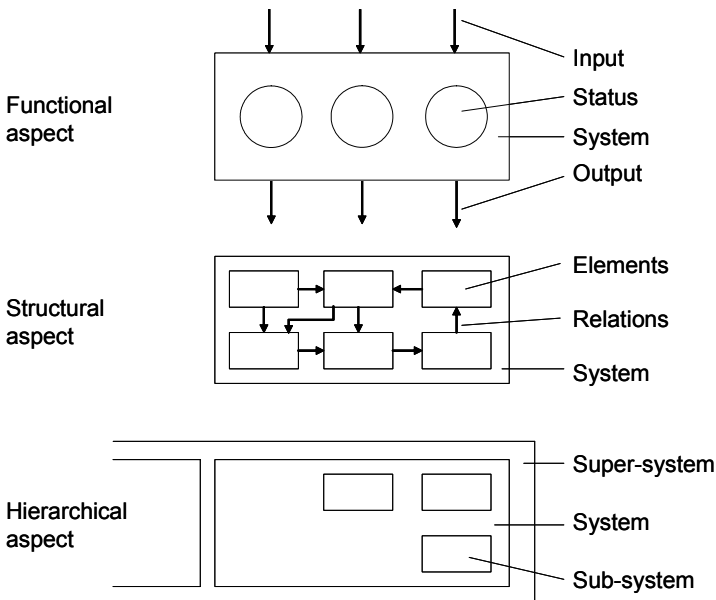 Functional
aspect
Input
Status
System
Output
Structural
aspect
Elements
Relations
System
Hierarchical
aspect
Super-system
System
Sub-system